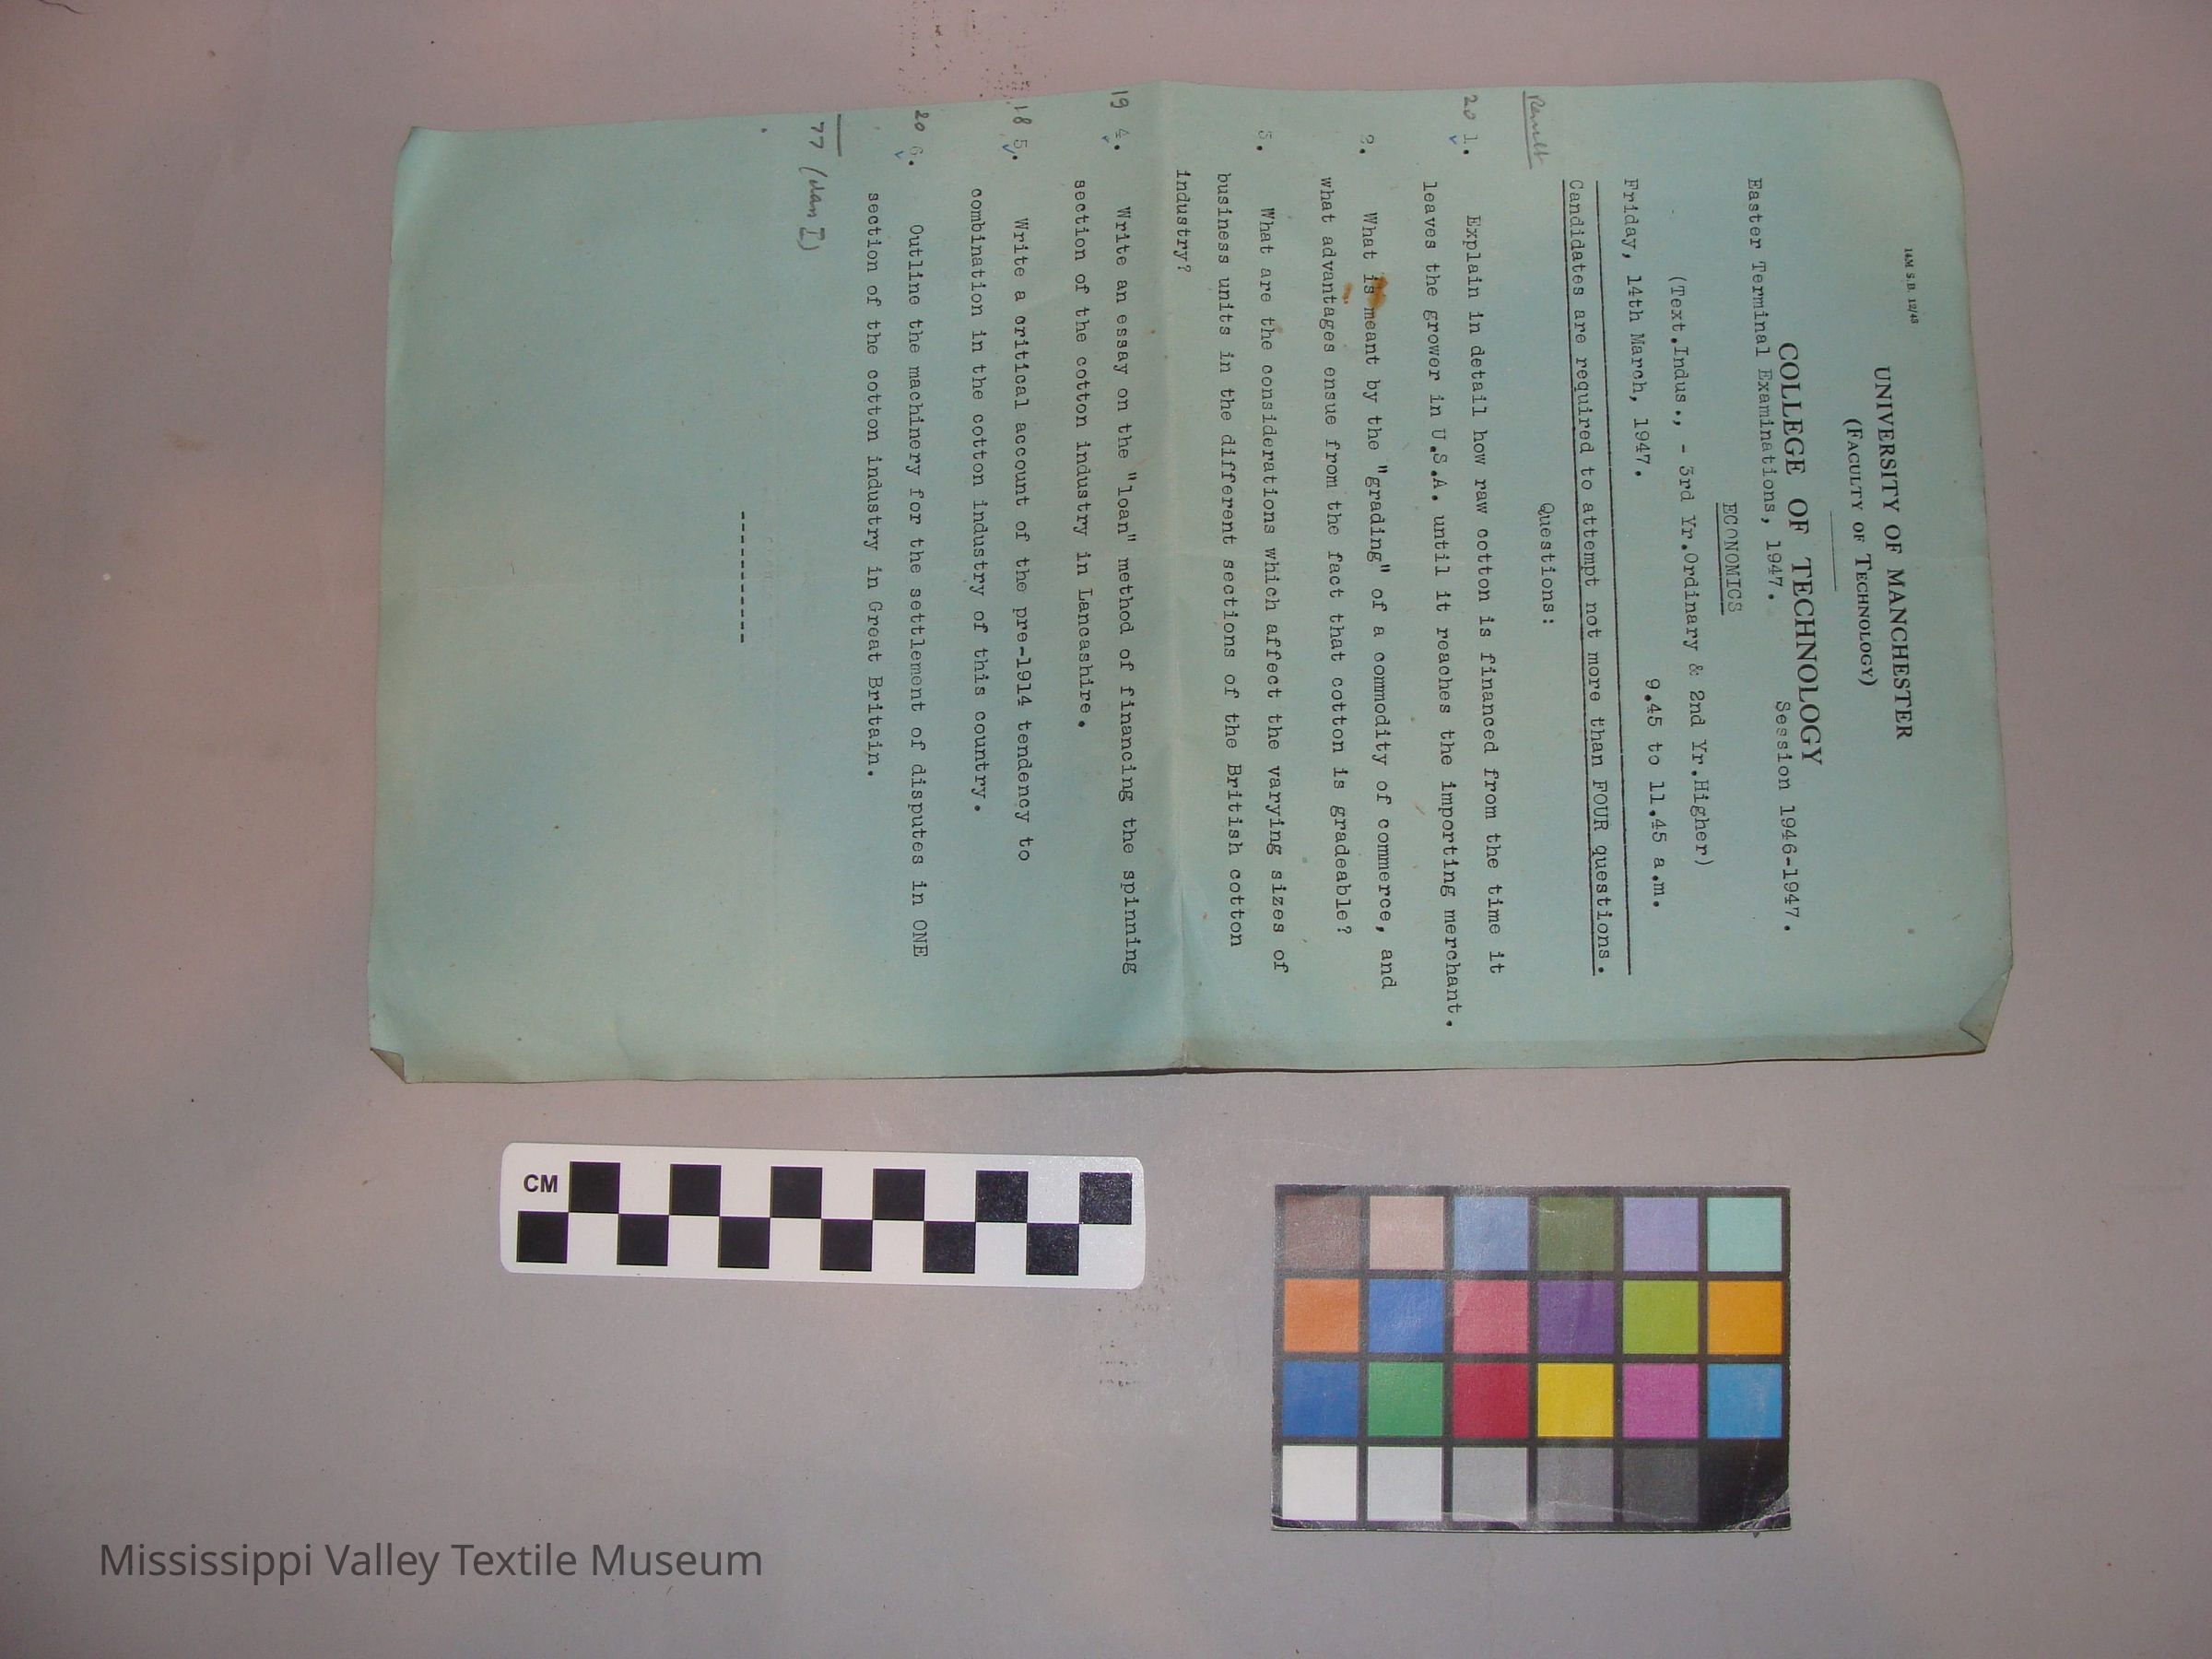 14M S.B. 12/45
UNIVERSITY OF MANCHESTER
(FACULTY OF TECHNOLOGY)
COLLEGE OF TECHNOLOGY
Easter Terminal Examinations, 1947. Session 1946-1947.
ECONOMICS
(Text.Indus., - 3rd Yr.Ordinary & 2nd Yr.Higher)
Friday, 14th March, 1947. 9.45 to 11.45 a.m.
Candidates are required to attempt not more than FOUR questions.
Questions:
Result
20 1. Explain in detail how raw cotton is financed from the time it
leaves the grower in U.S.A. until it reaches the importing merchant.
2. What is meant by the "grading" of a commodity of commerce, and
what advantages ensue from the fact that cotton is gradeable?
3. What are the considerations which affect the varying sizes of
business units in the different sections of the British cotton
industry?
19 4. Write an essay on the "loan" method of financing the spinning
section of the cotton industry in Lancashire.
18 5. Write a critical account of the pre-1914 tendency to
combination in the cotton industry of this country.
20 6. Outline the machinery for the settlement of disputes in ONE
section of the cotton industry in Great Britain.
77
-----------
CM
Mississippi Valley Textile Museum